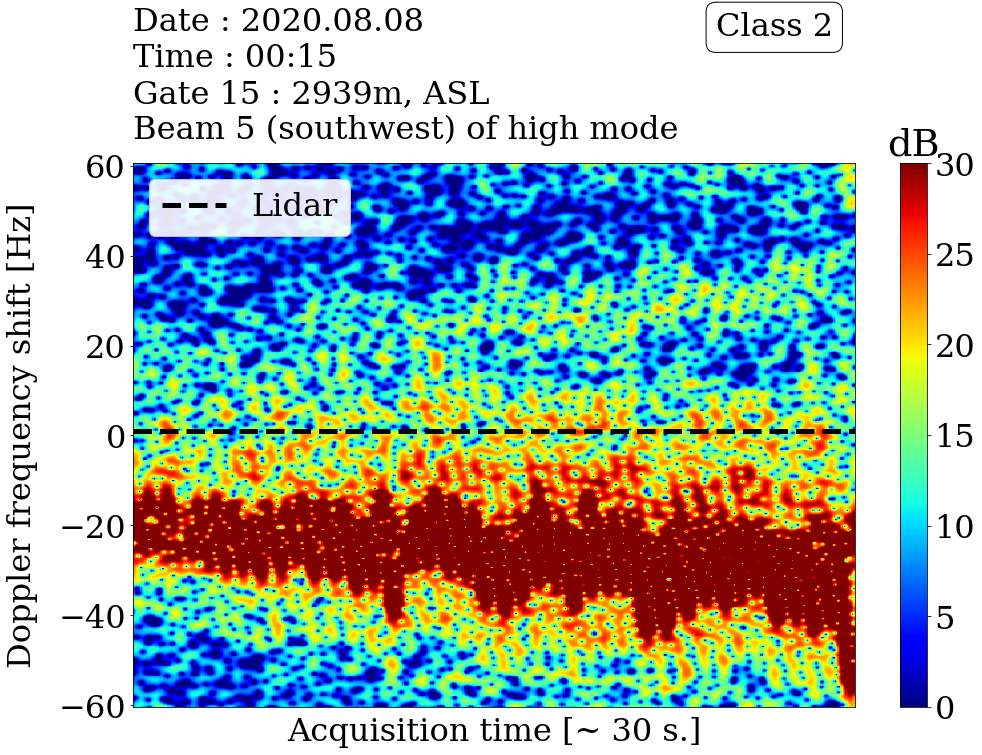 Date : 2020.08.08
Time : 00:15
Gate 15 : 2939m, ASL
Beam 5 (southwest) of high mode
Class 2
dB
Lidar
Doppler frequency shift [Hz]
60
40
20
0
−20
−40
−60
Acquisition time [~ 30 s.]
30
25
20
15
10
5
0